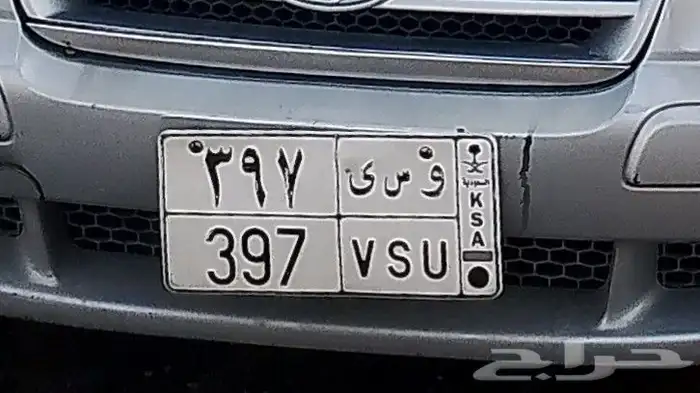 ٣٩٧ و س ى
397 VSU
السعودية
KSA
حراج